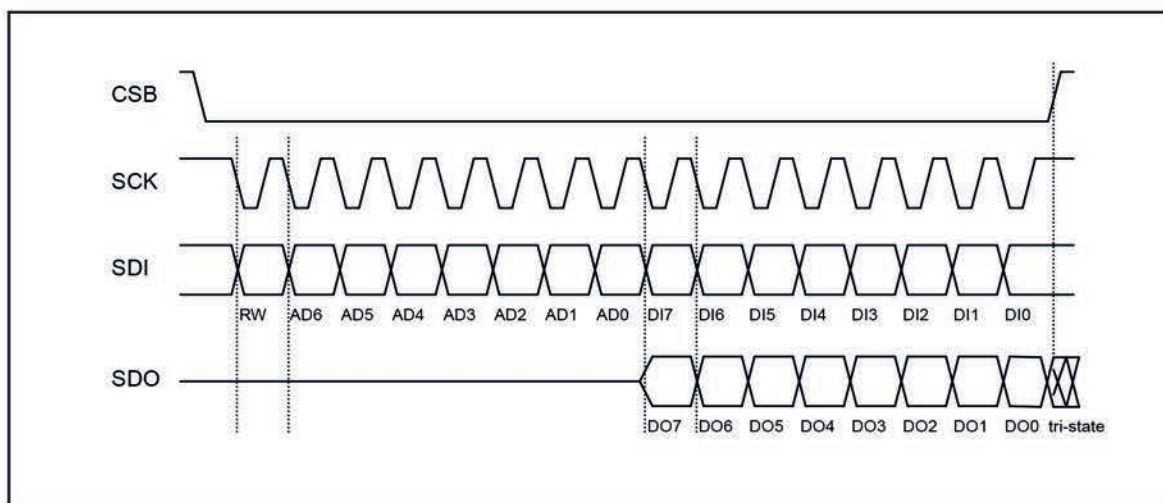 CSB
SCK
SDI
RW AD6 AD5 AD4 AD3 AD2 AD1 AD0 DI7 DI6 DI5 DI4 DI3 DI2 DI1 DI0
SDO
DO7 DO6 DO5 DO4 DO3 DO2 DO1 DO0 tri-state